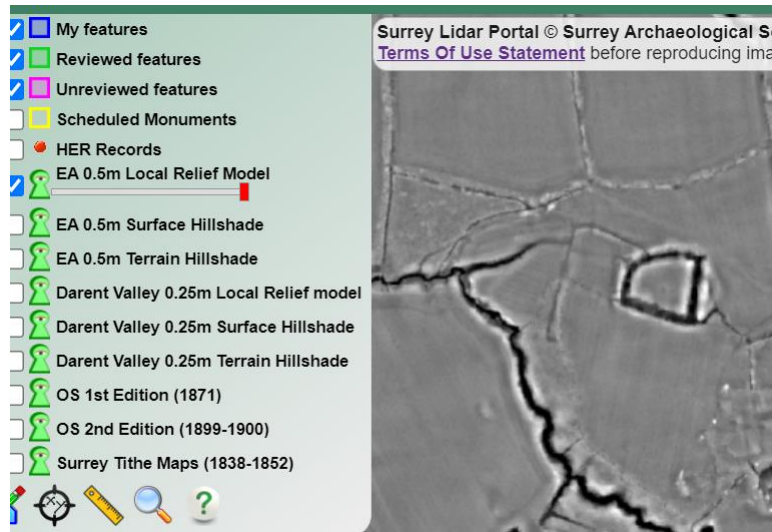 My features
Reviewed features
Unreviewed features
Scheduled Monuments
HER Records
EA 0.5m Local Relief Model
EA 0.5m Surface Hillshade
EA 0.5m Terrain Hillshade
Darent Valley 0.25m Local Relief model
Darent Valley 0.25m Surface Hillshade
Darent Valley 0.25m Terrain Hillshade
OS 1st Edition (1871)
OS 2nd Edition (1899-1900)
Surrey Tithe Maps (1838-1852)
?
Surrey Lidar Portal © Surrey Archaeological
Terms Of Use Statement before reproducing